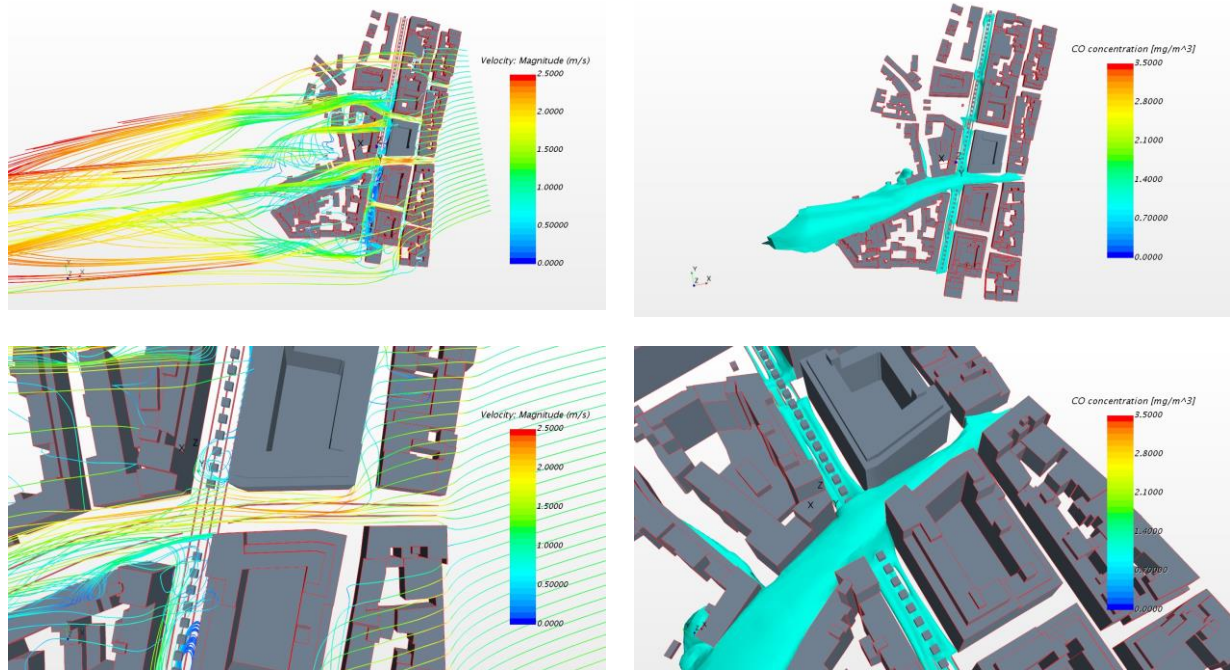 Velocity: Magnitude (m/s)
2.5000
2.0000
1.5000
1.0000
0.50000
0.0000
X
Y
Z X
CO concentration [mg/m^3]
3.5000
2.8000
2.1000
1.4000
0.70000
0.0000
X
Z
Y
Y
Z X
Velocity: Magnitude (m/s)
2.5000
2.0000
1.5000
1.0000
0.50000
0.0000
X Z
CO concentration [mg/m^3]
3.5000
2.8000
2.1000
1.4000
0.70000
0.0000
Z
X Y